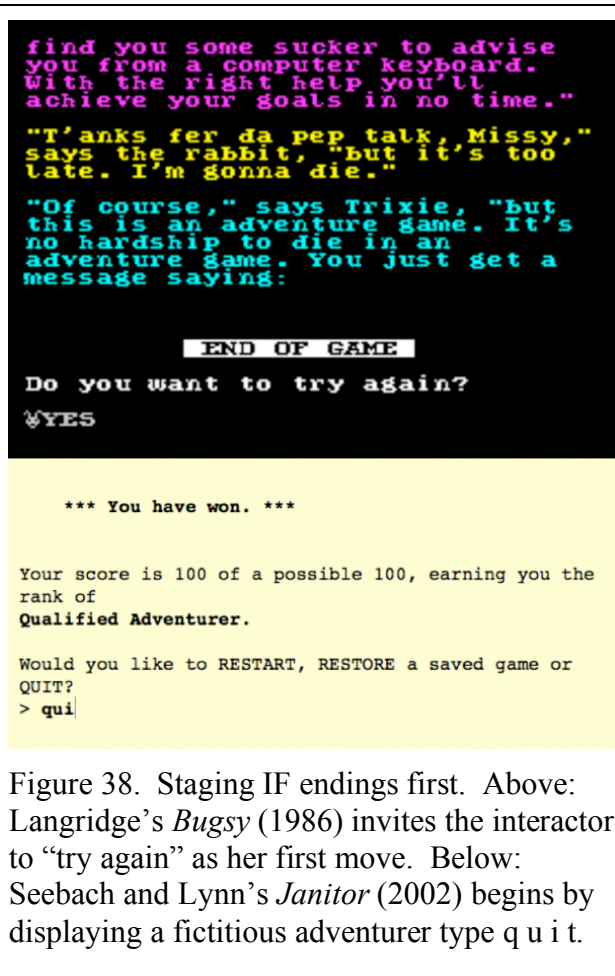 find you some sucker to advise
you from a computer keyboard.
With the right help you'll
achieve your goals in no time."
"T'anks fer da pep talk, Missy,"
says the rabbit, "but it's too
late. I'm gonna die."
"Of course," says Trixie, "but
this is an adventure game. It's
no hardship to die in an
adventure game. You just get a
message saying:
END OF GAME
Do you want to try again?
YES
*** You have won. ***
Your score is 100 of a possible 100, earning you the
rank of
Qualified Adventurer.
Would you like to RESTART, RESTORE a saved game or
QUIT?
> qui
Figure 38. Staging IF endings first. Above:
Langridge’s Bugsy (1986) invites the interactor
to “try again” as her first move. Below:
Seebach and Lynn’s Janitor (2002) begins by
displaying a fictitious adventurer type q u i t.